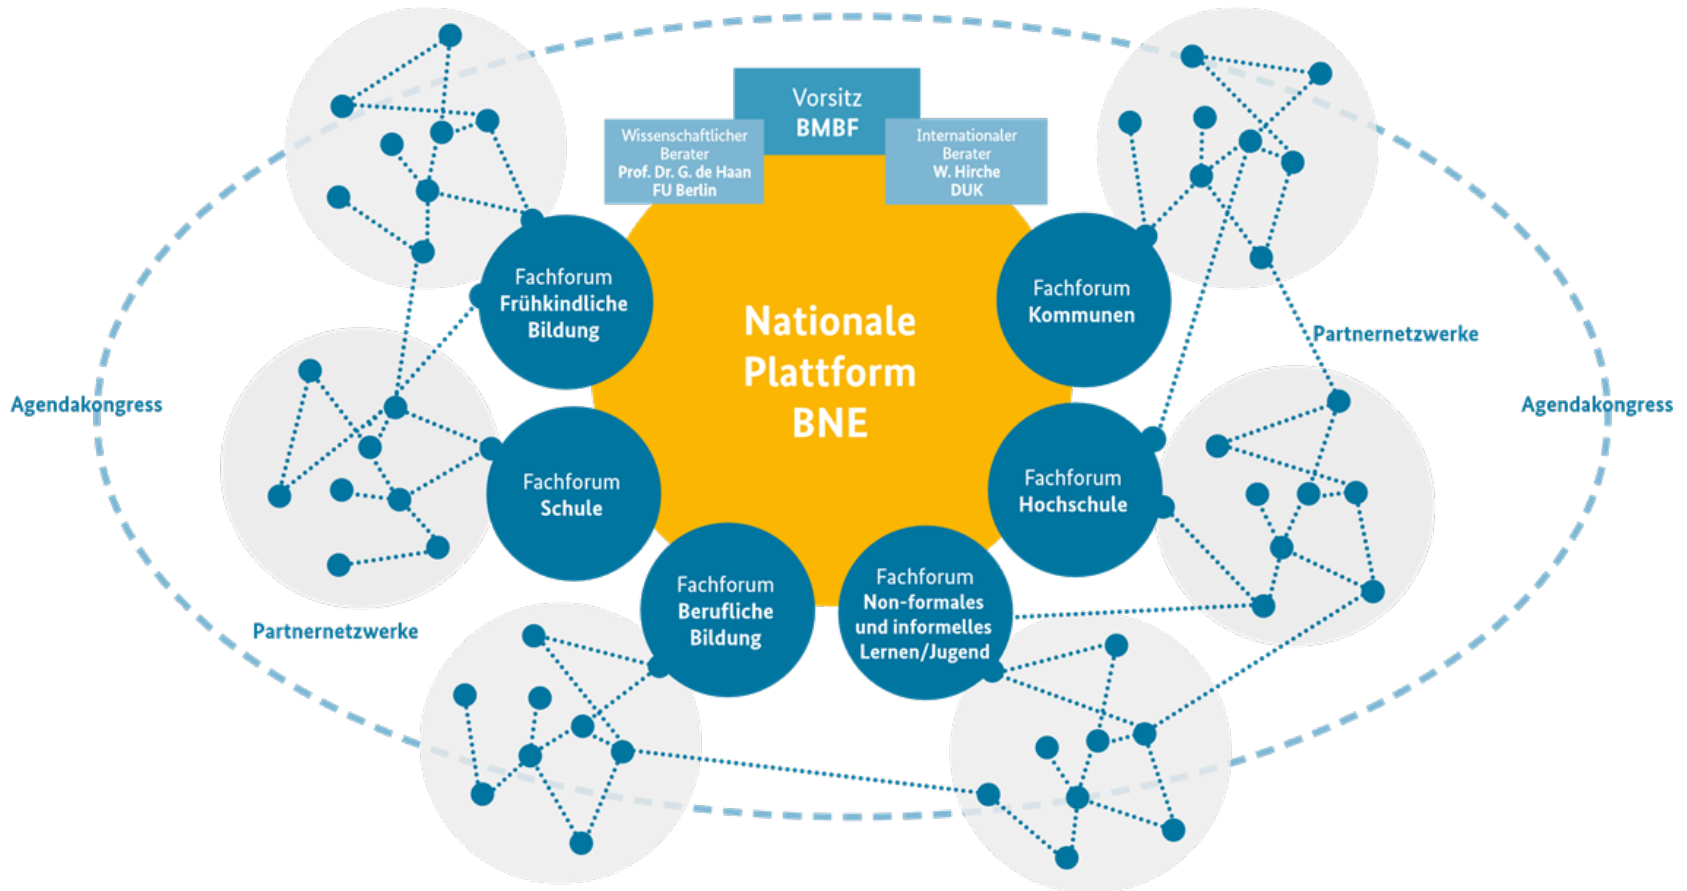 Vorsitz
BMBF
Wissenschaftlicher
Berater
Prof. Dr. G. de Haan
FU Berlin
Internationaler
Berater
W. Hirche
DUK
Fachforum
Frühkindliche
Bildung
Fachforum
Kommunen
Nationale
Plattform
BNE
Partnernetzwerke
Agendakongress
Agendakongress
Fachforum
Schule
Fachforum
Hochschule
Fachforum
Berufliche
Bildung
Fachforum
Non-formales
und informelles
Lernen/Jugend
Partnernetzwerke